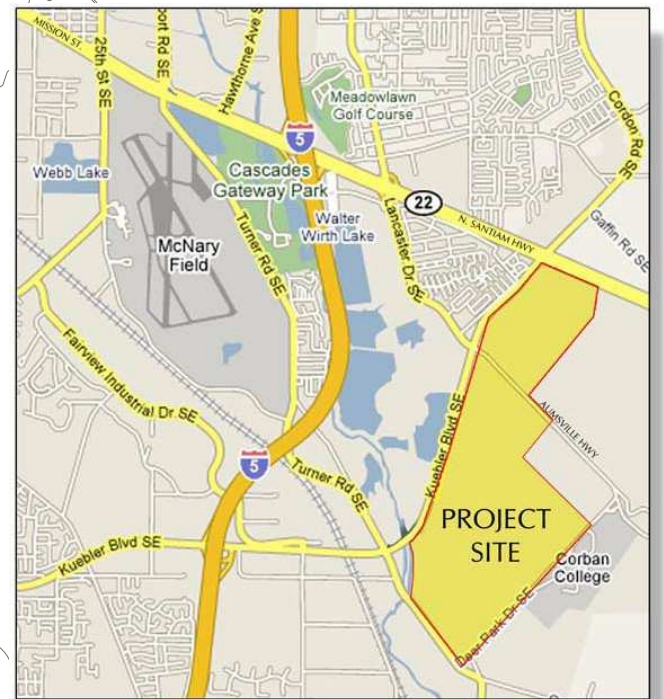 MISSION ST.
25th St SE
port Rd SE
Hawthorne Ave S
5
Meadowlawn
Golf Course
Cordon Rd SE
Webb Lake
Cascades
Gateway Park
22
Lancaster Dr SE
N. SANTIAM HWY
Gaffin Rd SE
Walter
Wirth Lake
McNary
Field
Turner Rd SE
Fairview Industrial Dr SE
Kuebler Blvd SE
AUMSVILLE HWY
5
Turner Rd SE
PROJECT
SITE
Kuebler Blvd SE
Corban
College
Deer Park Dr SE